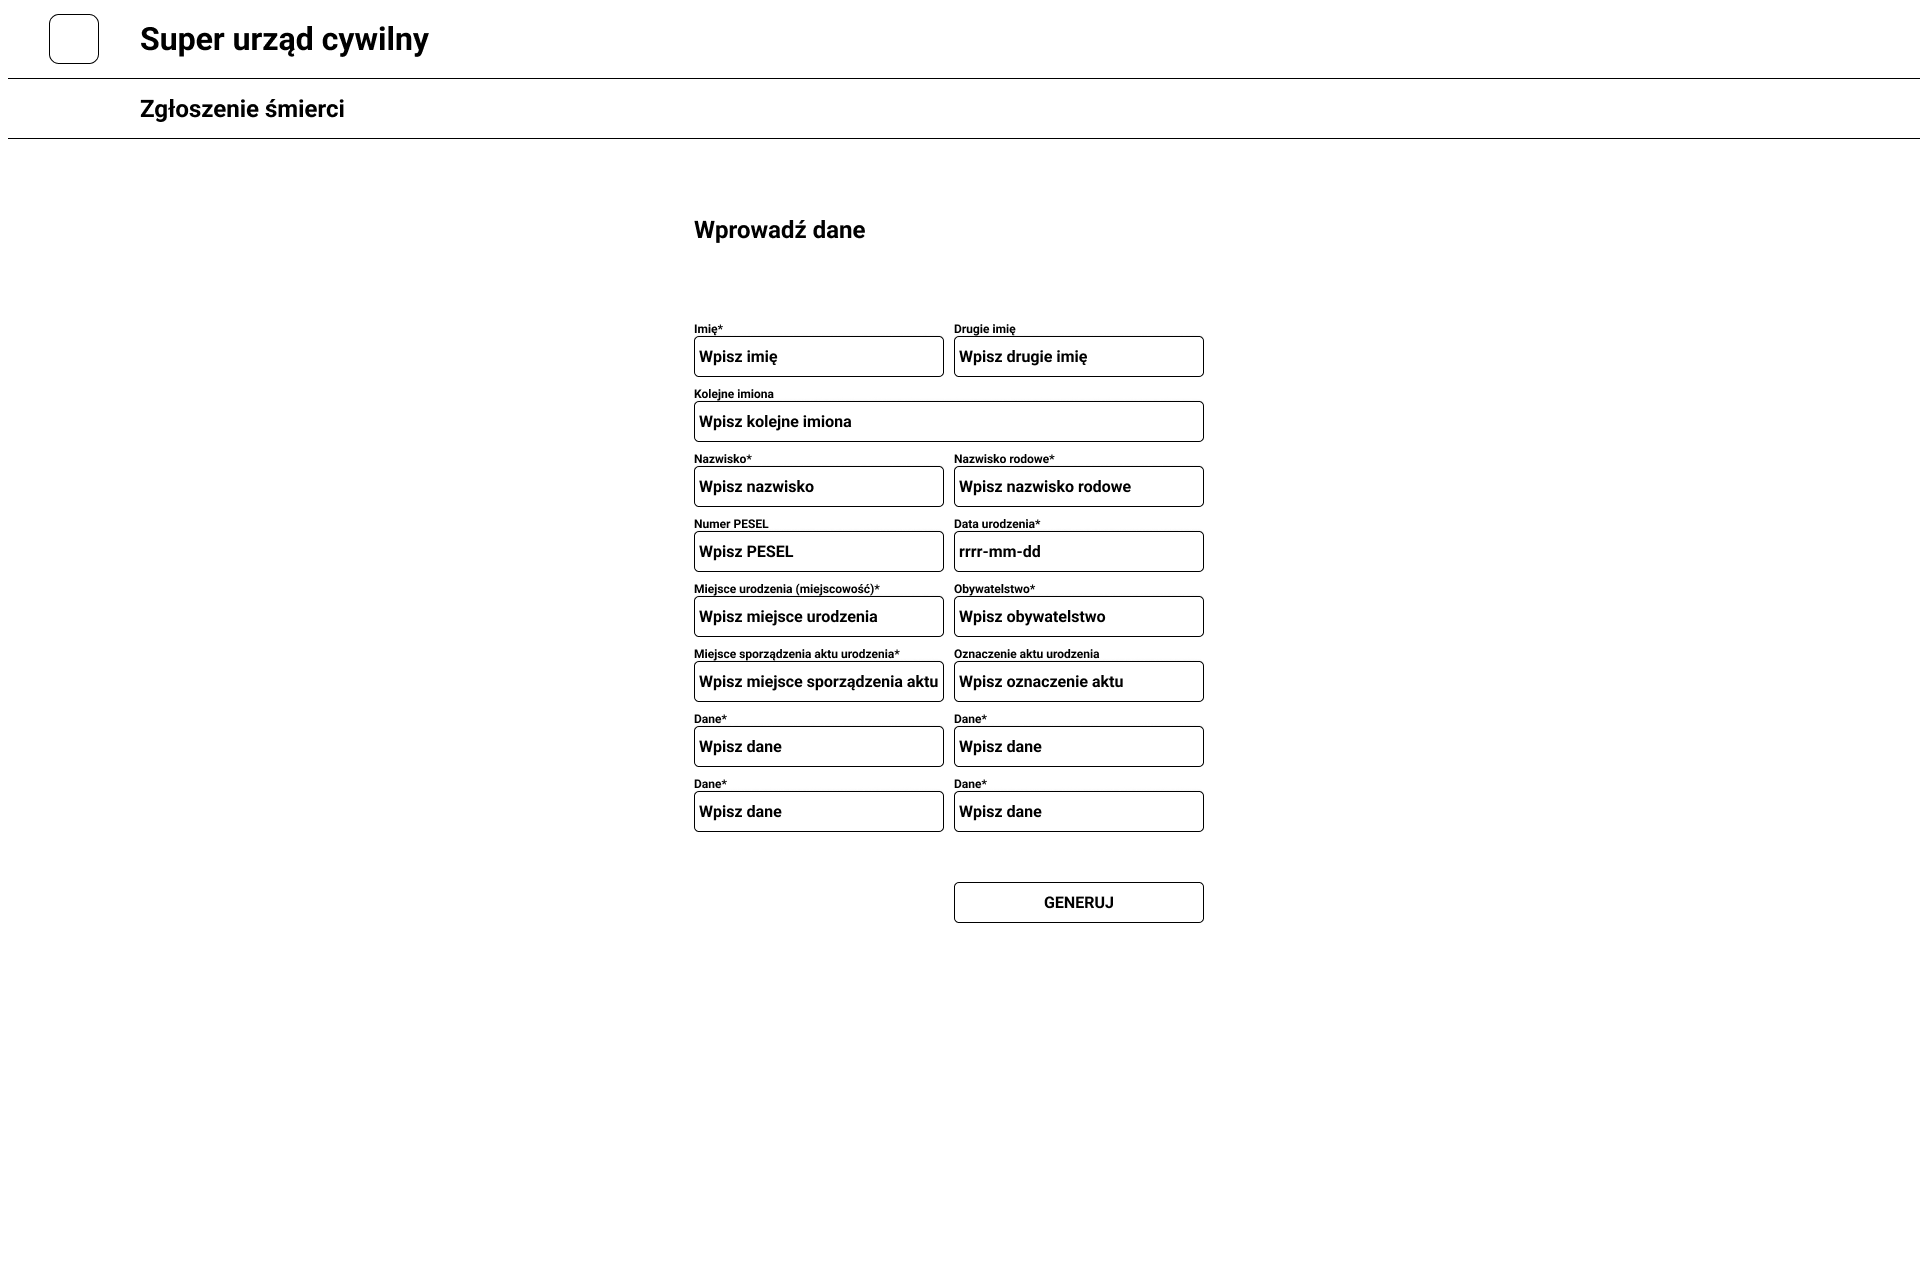 Super urząd cywilny
Zgłoszenie śmierci
Wprowadź dane
Imię* Drugie imię
Wpisz imię Wpisz drugie imię
Kolejne imiona
Wpisz kolejne imiona
Nazwisko* Nazwisko rodowe*
Wpisz nazwisko Wpisz nazwisko rodowe
Numer PESEL Data urodzenia*
Wpisz PESEL rrrr-mm-dd
Miejsce urodzenia (miejscowość)* Obywatelstwo*
Wpisz miejsce urodzenia Wpisz obywatelstwo
Miejsce sporządzenia aktu urodzenia* Oznaczenie aktu urodzenia
Wpisz miejsce sporządzenia aktu Wpisz oznaczenie aktu
Dane* Dane*
Wpisz dane Wpisz dane
Dane* Dane*
Wpisz dane Wpisz dane
GENERUJ